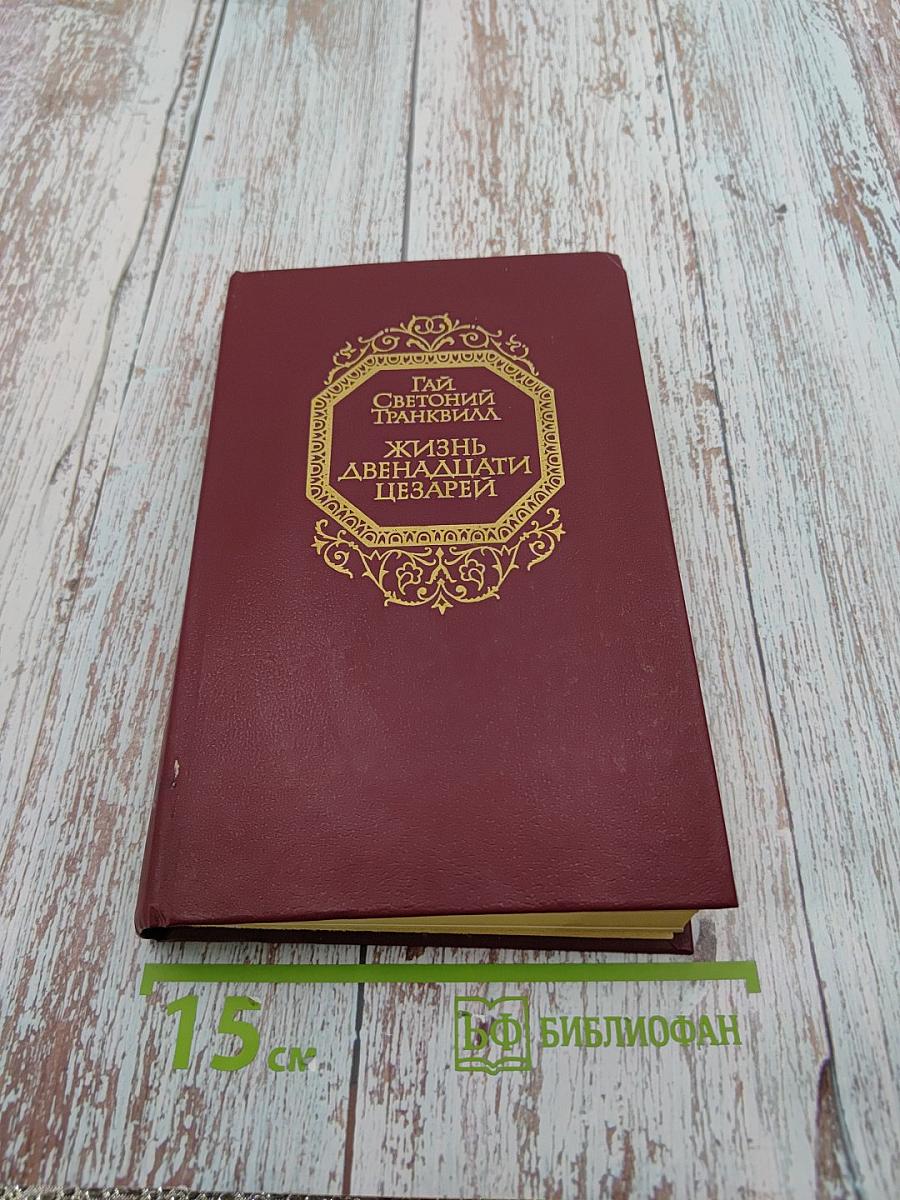 Гай
Светоний
Транквилл
ЖИЗНЬ
ДВЕНАДЦАТИ
ЦЕЗАРЕЙ
15 см
БФ БИБЛИОФАН